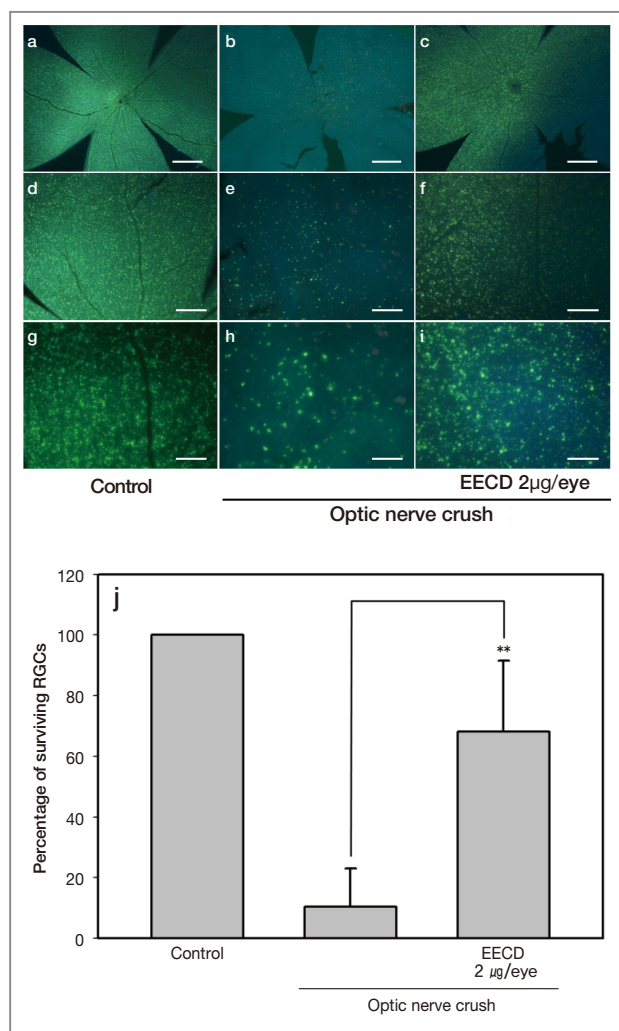 a b c
d e f
g h i
Control EECD 2μg/eye
Optic nerve crush
j
120
100
80
60
40
20
0
Percentage of surviving RGCs
**
Control EECD
2 ㎍/eye
Optic nerve crush